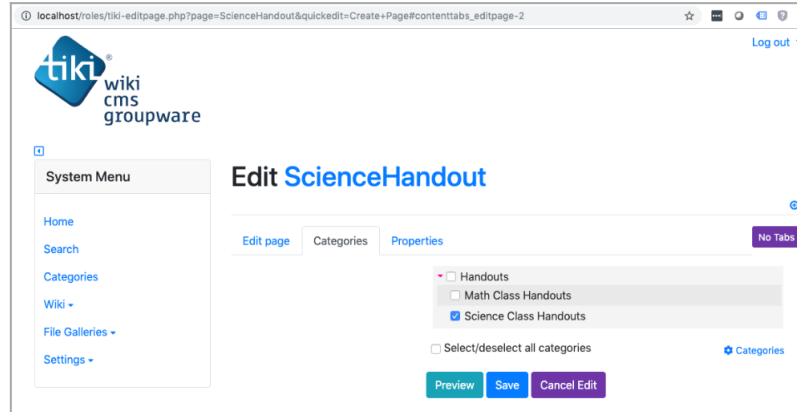 localhost/roles/tiki-editpage.php?page=ScienceHandout&quickedit=Create+Page#contenttabs_editpage-2
Log out
tiki
wiki
cms
groupware
System Menu
Home
Search
Categories
Wiki
File Galleries
Settings
Edit ScienceHandout
Edit page Categories Properties
No Tabs
Handouts
Math Class Handouts
Science Class Handouts
Select/deselect all categories
Categories
Preview Save Cancel Edit